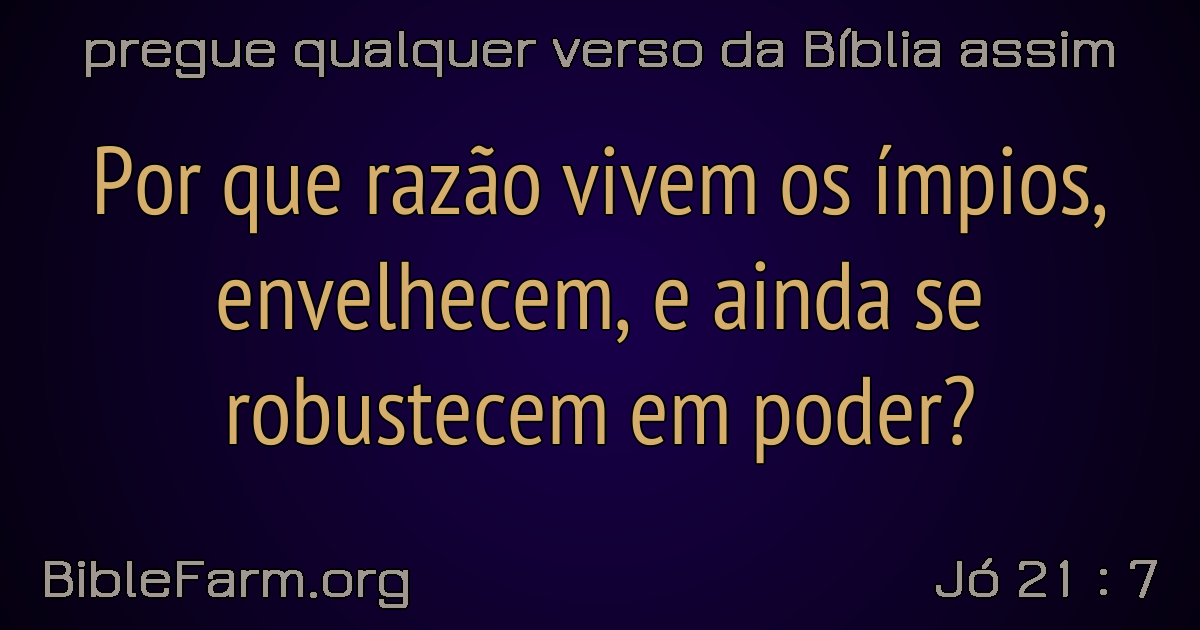 pregue qualquer verso da Bíblia assim
Por que razão vivem os ímpios,
envelhecem, e ainda se
robustecem em poder?
BibleFarm.org
Jó 21 : 7